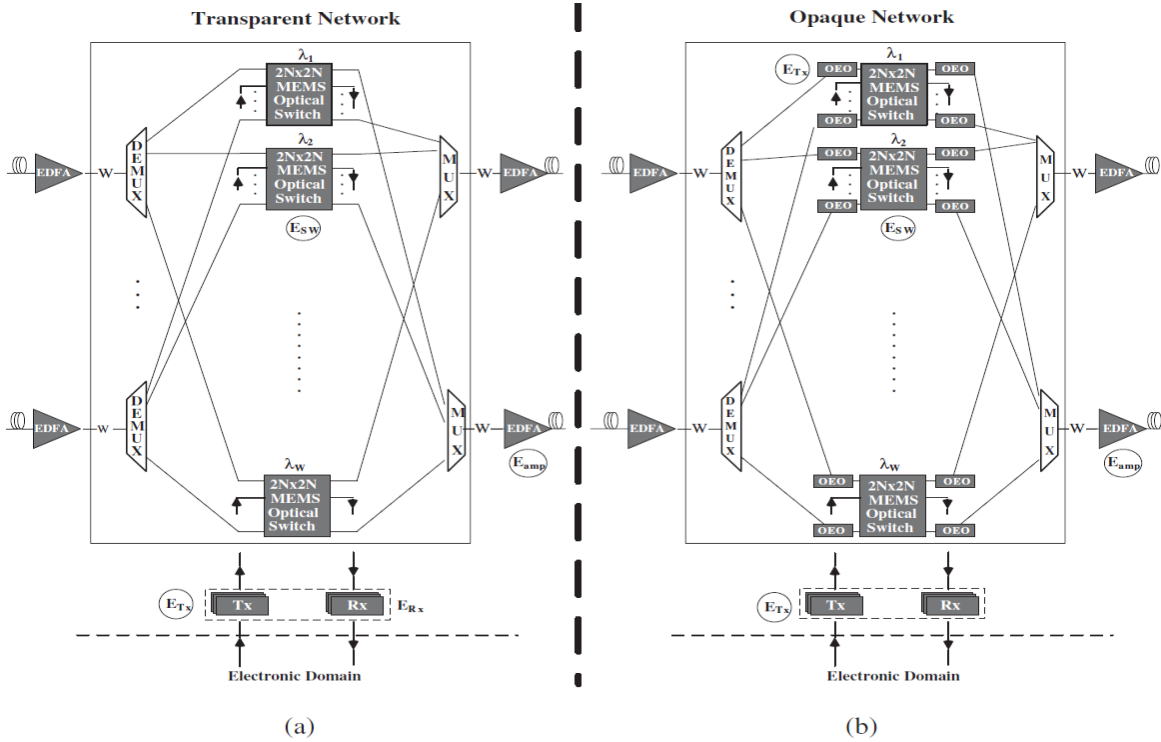 Transparent Network
λ1
2Nx2N
MEMS
Optical
Switch
λ2
2Nx2N
MEMS
Optical
Switch
ESW
EDFA
W
DEMUX
MUX
W
EDFA
EDFA
W
DEMUX
MUX
W
EDFA
Eamp
λW
2Nx2N
MEMS
Optical
Switch
ETx
Tx
Rx
ERx
Electronic Domain
(a)
Opaque Network
λ1
ETx
OEO
2Nx2N
MEMS
Optical
Switch
OEO
OEO
OEO
λ2
OEO
2Nx2N
MEMS
Optical
Switch
OEO
OEO
OEO
ESW
EDFA
W
DEMUX
MUX
W
EDFA
EDFA
W
DEMUX
MUX
W
EDFA
Eamp
λW
OEO
2Nx2N
MEMS
Optical
Switch
OEO
OEO
OEO
ETx
Tx
Rx
Electronic Domain
(b)